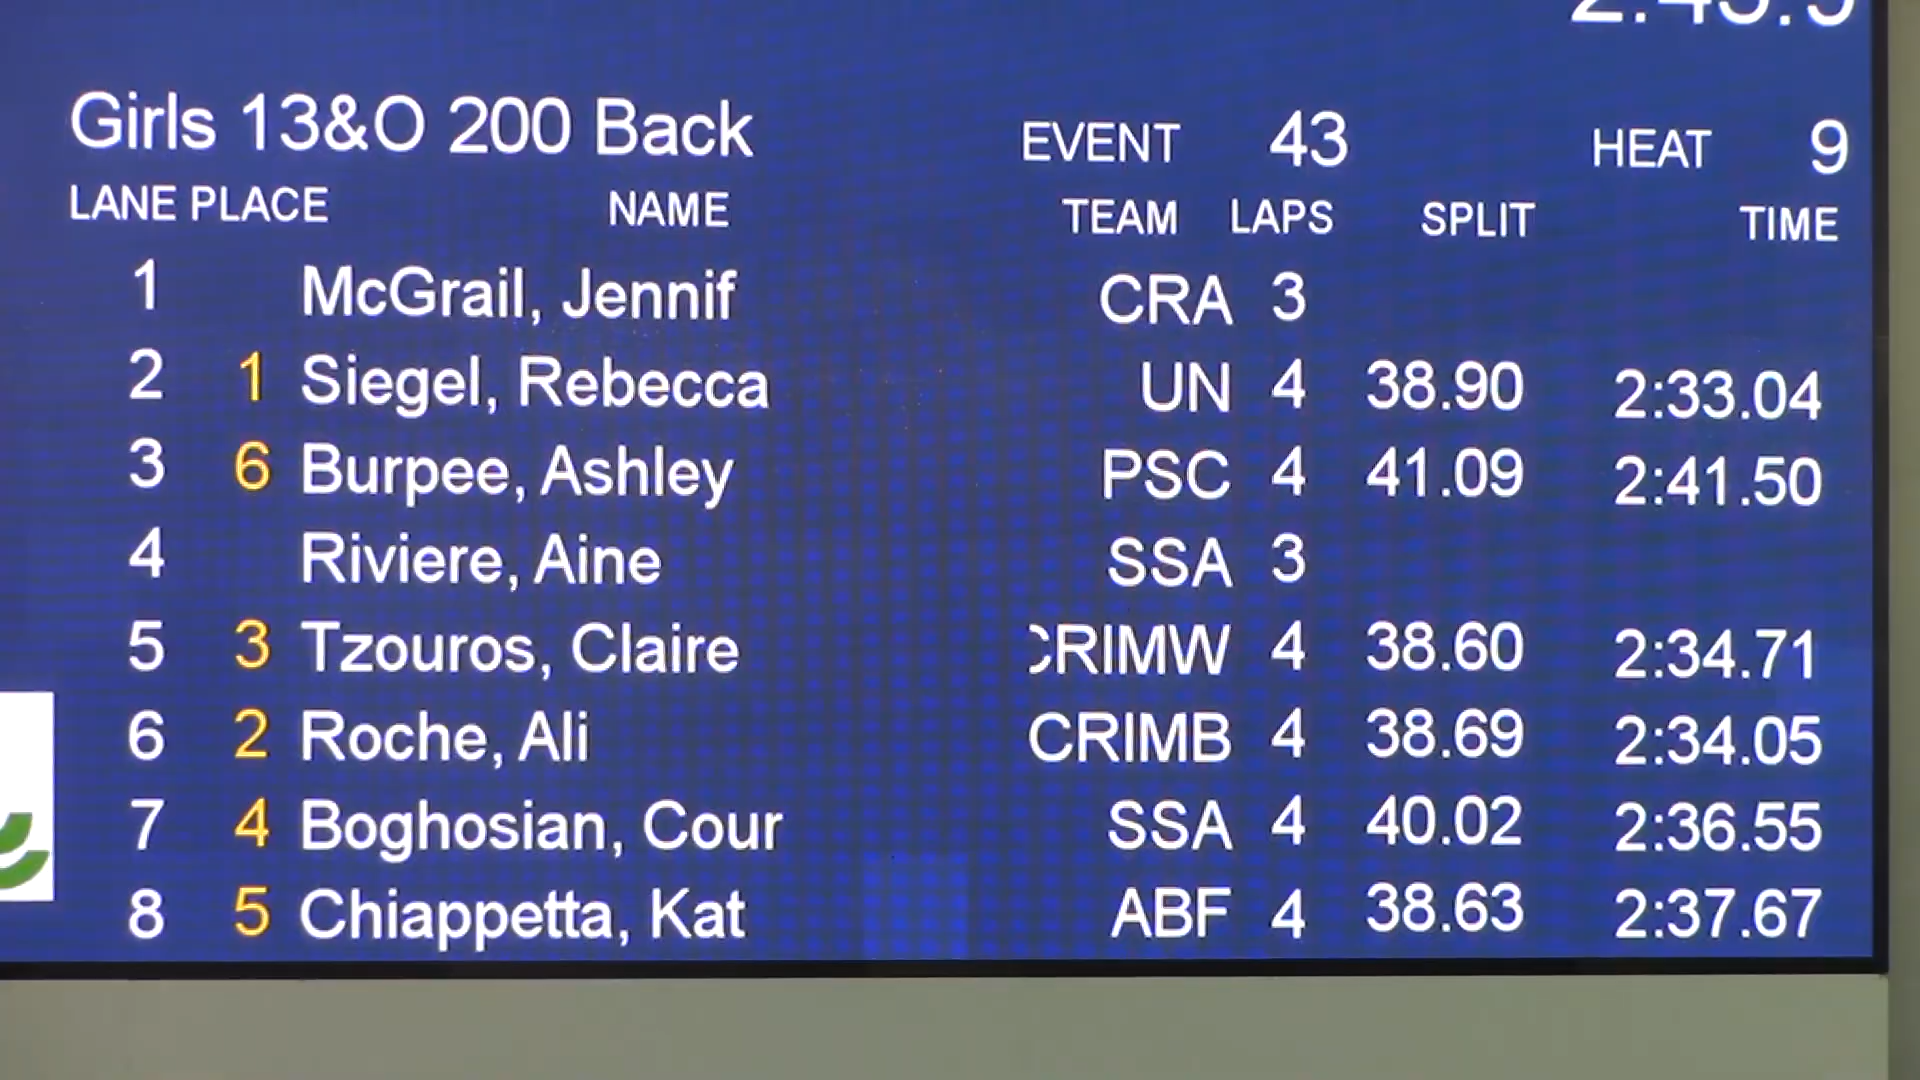 Girls 13&O 200 Back EVENT 43 HEAT 9
LANE PLACE NAME TEAM LAPS SPLIT TIME
1 McGrail, Jennif CRA 3
2 1 Siegel, Rebecca UN 4 38.90 2:33.04
3 6 Burpee, Ashley PSC 4 41.09 2:41.50
4 Riviere, Aine SSA 3
5 3 Tzouros, Claire CRIMW 4 38.60 2:34.71
6 2 Roche, Ali CRIMB 4 38.69 2:34.05
7 4 Boghosian, Cour SSA 4 40.02 2:36.55
8 5 Chiappetta, Kat ABF 4 38.63 2:37.67